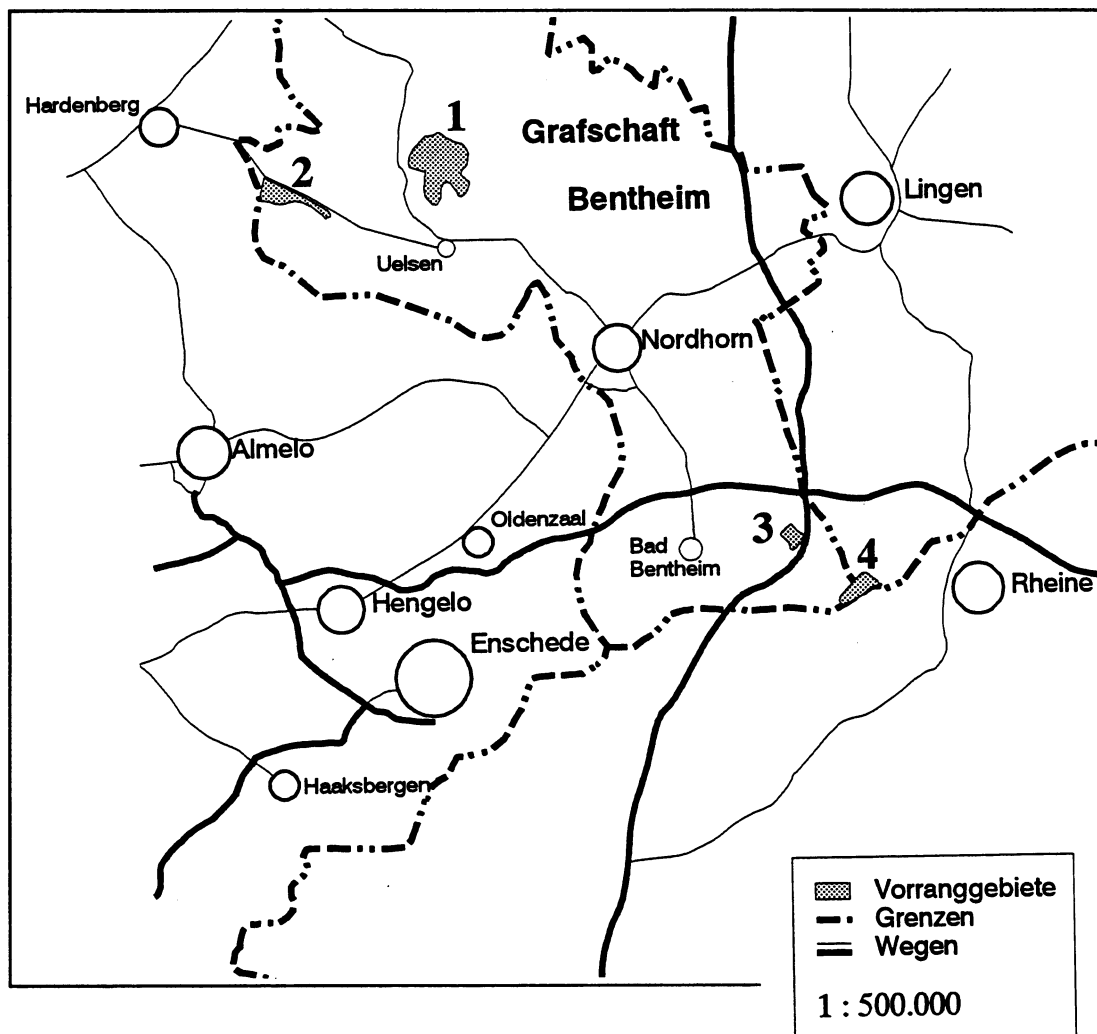 Hardenberg
1
Grafschaft
Bentheim
2
Lingen
Uelsen
Nordhorn
Almelo
Oldenzaal
3
Bad
Bentheim
4
Hengelo
Rheine
Enschede
Haaksbergen
Vorranggebiete
Grenzen
Wegen
1 : 500.000